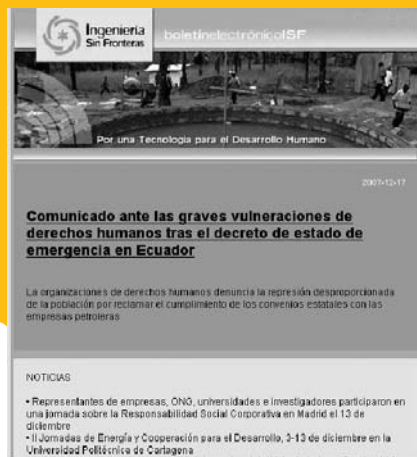 Ingeniería
Sin Fronteras
boletínelectrónicoISF
Por una Tecnología para el Desarrollo Humano
2007-12-17
Comunicado ante las graves vulneraciones de
derechos humanos tras el decreto de estado de
emergencia en Ecuador
La organizaciones de derechos humanos denuncia la represión desproporcionada
de la población por reclamar el cumplimiento de los convenios estatales con las
empresas petroleras
NOTICIAS
• Representantes de empresas, ONG, universidades e investigadores participaron en
una jornada sobre la Responsabilidad Social Corporativa en Madrid el 13 de
diciembre
• II Jornadas de Energía y Cooperación para el Desarrollo, 3-13 de diciembre en la
Universidad Politécnica de Cartagena